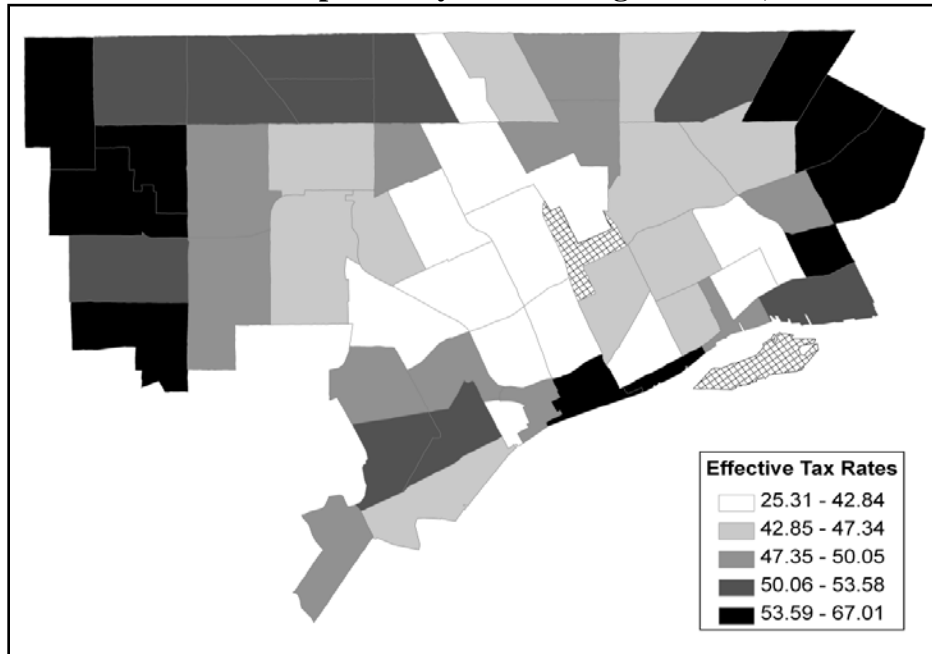 Effective Tax Rates
25.31 - 42.84
42.85 - 47.34
47.35 - 50.05
50.06 - 53.58
53.59 - 67.01